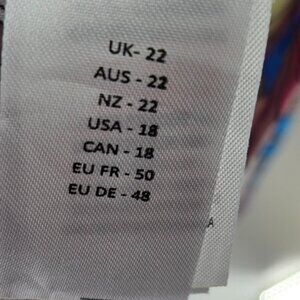 UK- 22
AUS - 22
NZ - 22
USA - 18
CAN - 18
EU FR - 50
EU DE - 48
A